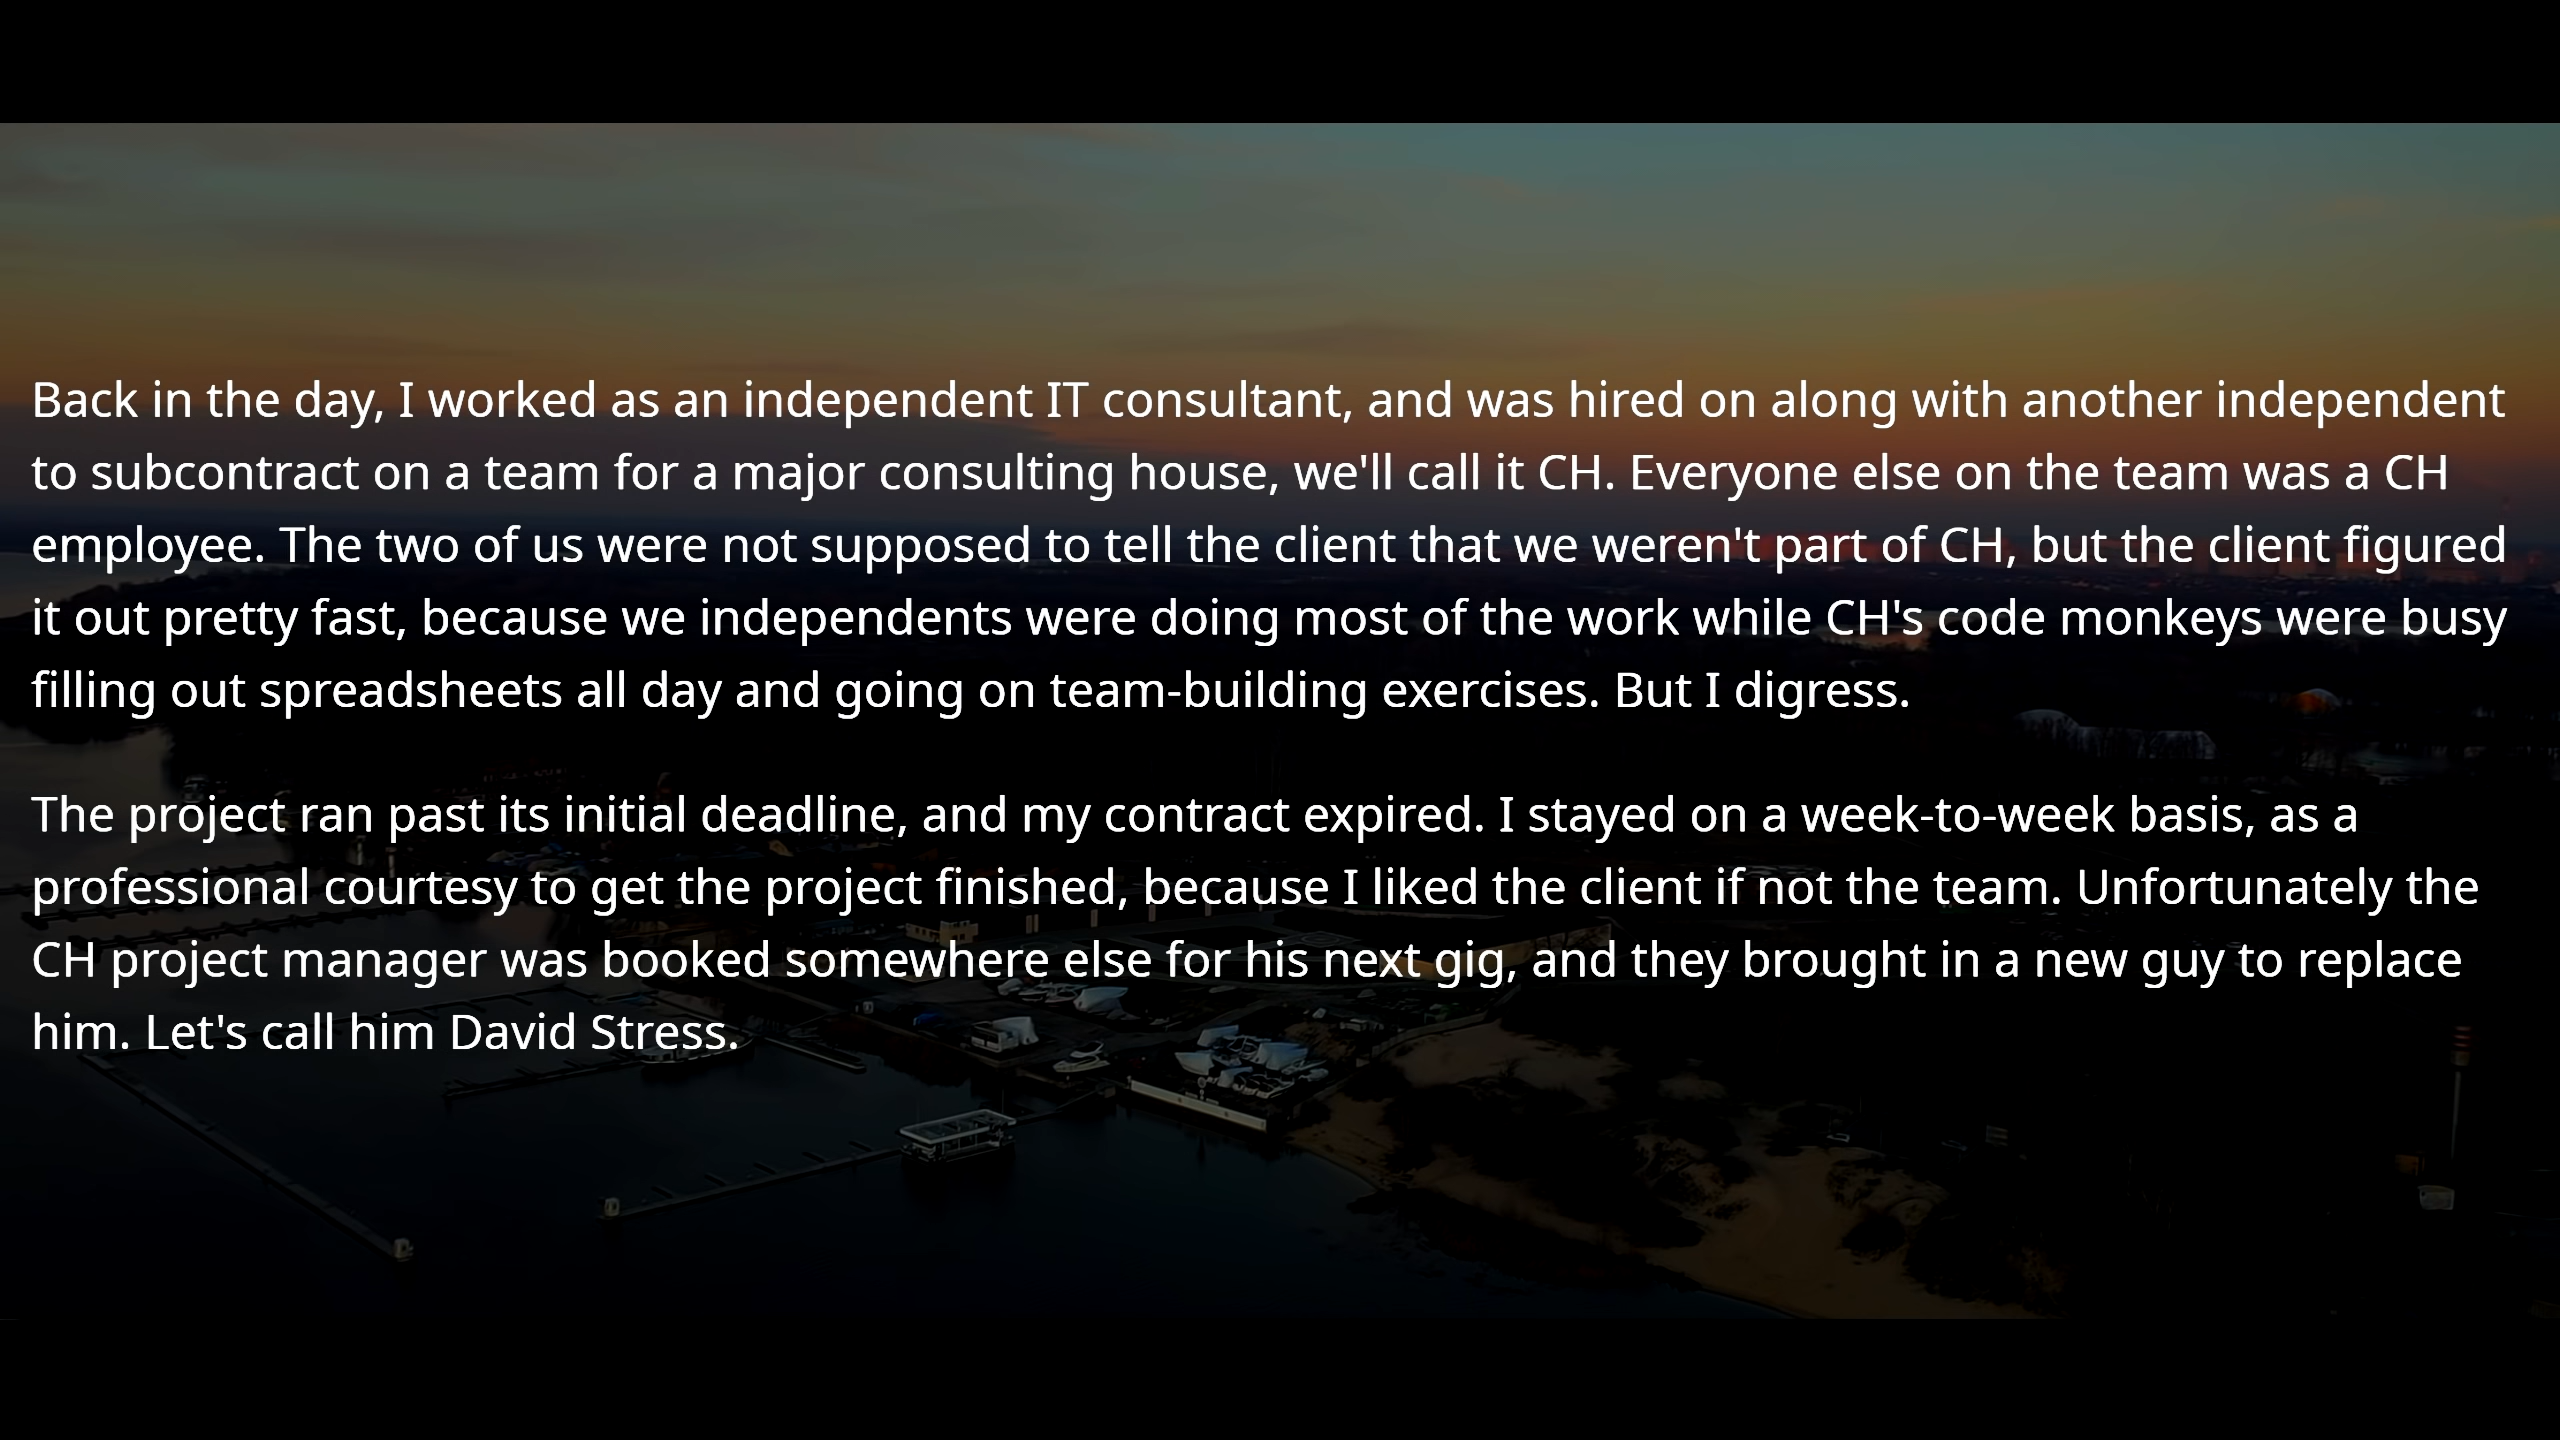 Back in the day, I worked as an independent IT consultant, and was hired on along with another independent
to subcontract on a team for a major consulting house, we'll call it CH. Everyone else on the team was a CH
employee. The two of us were not supposed to tell the client that we weren't part of CH, but the client figured
it out pretty fast, because we independents were doing most of the work while CH's code monkeys were busy
filling out spreadsheets all day and going on team-building exercises. But I digress.
The project ran past its initial deadline, and my contract expired. I stayed on a week-to-week basis, as a
professional courtesy to get the project finished, because I liked the client if not the team. Unfortunately the
CH project manager was booked somewhere else for his next gig, and they brought in a new guy to replace
him. Let's call him David Stress.